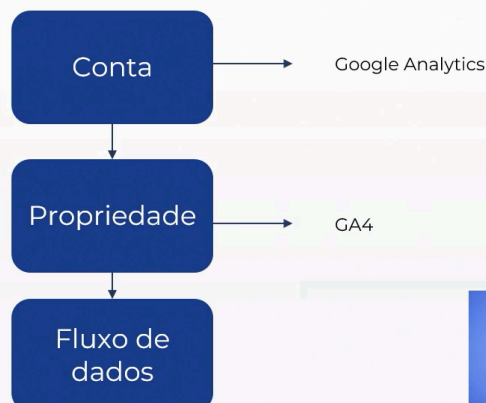 Conta
Google Analytics
Propriedade
GA4
Fluxo de
dados